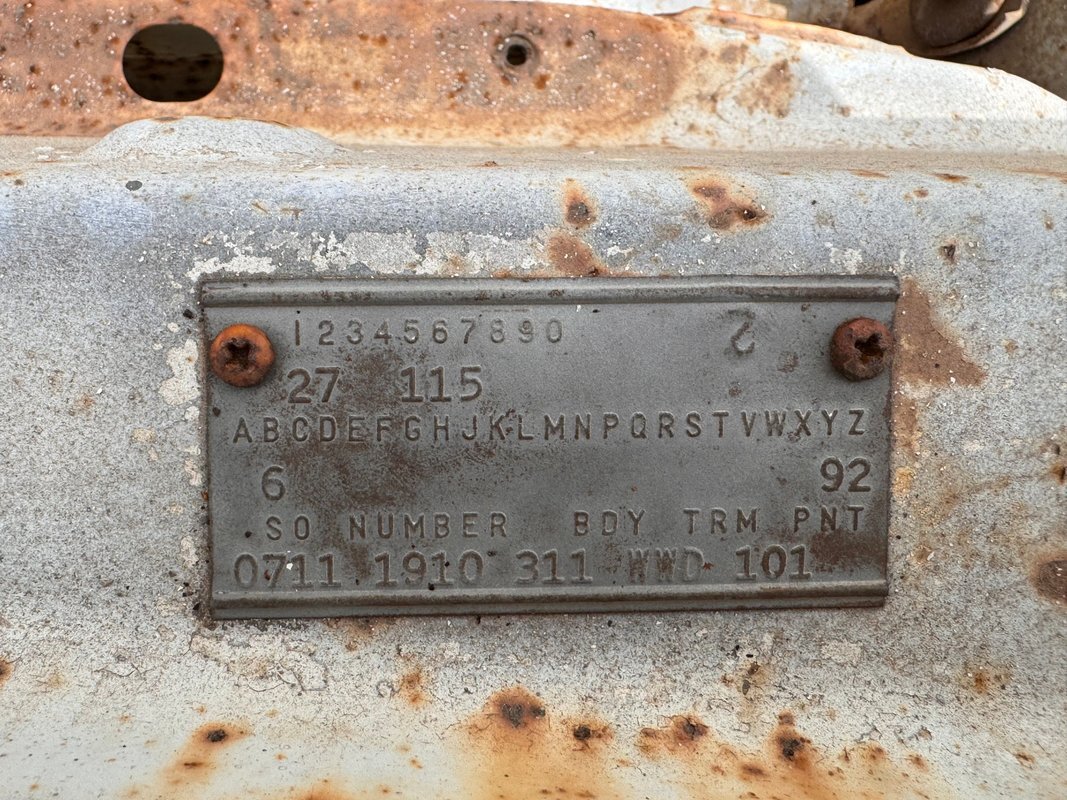 1234567890 2
27 115
ABCDEFGHJKLMNPQRSTVWXYZ
6 92
SO NUMBER BDY TRM PNT
0711 1910 311 WWD 101